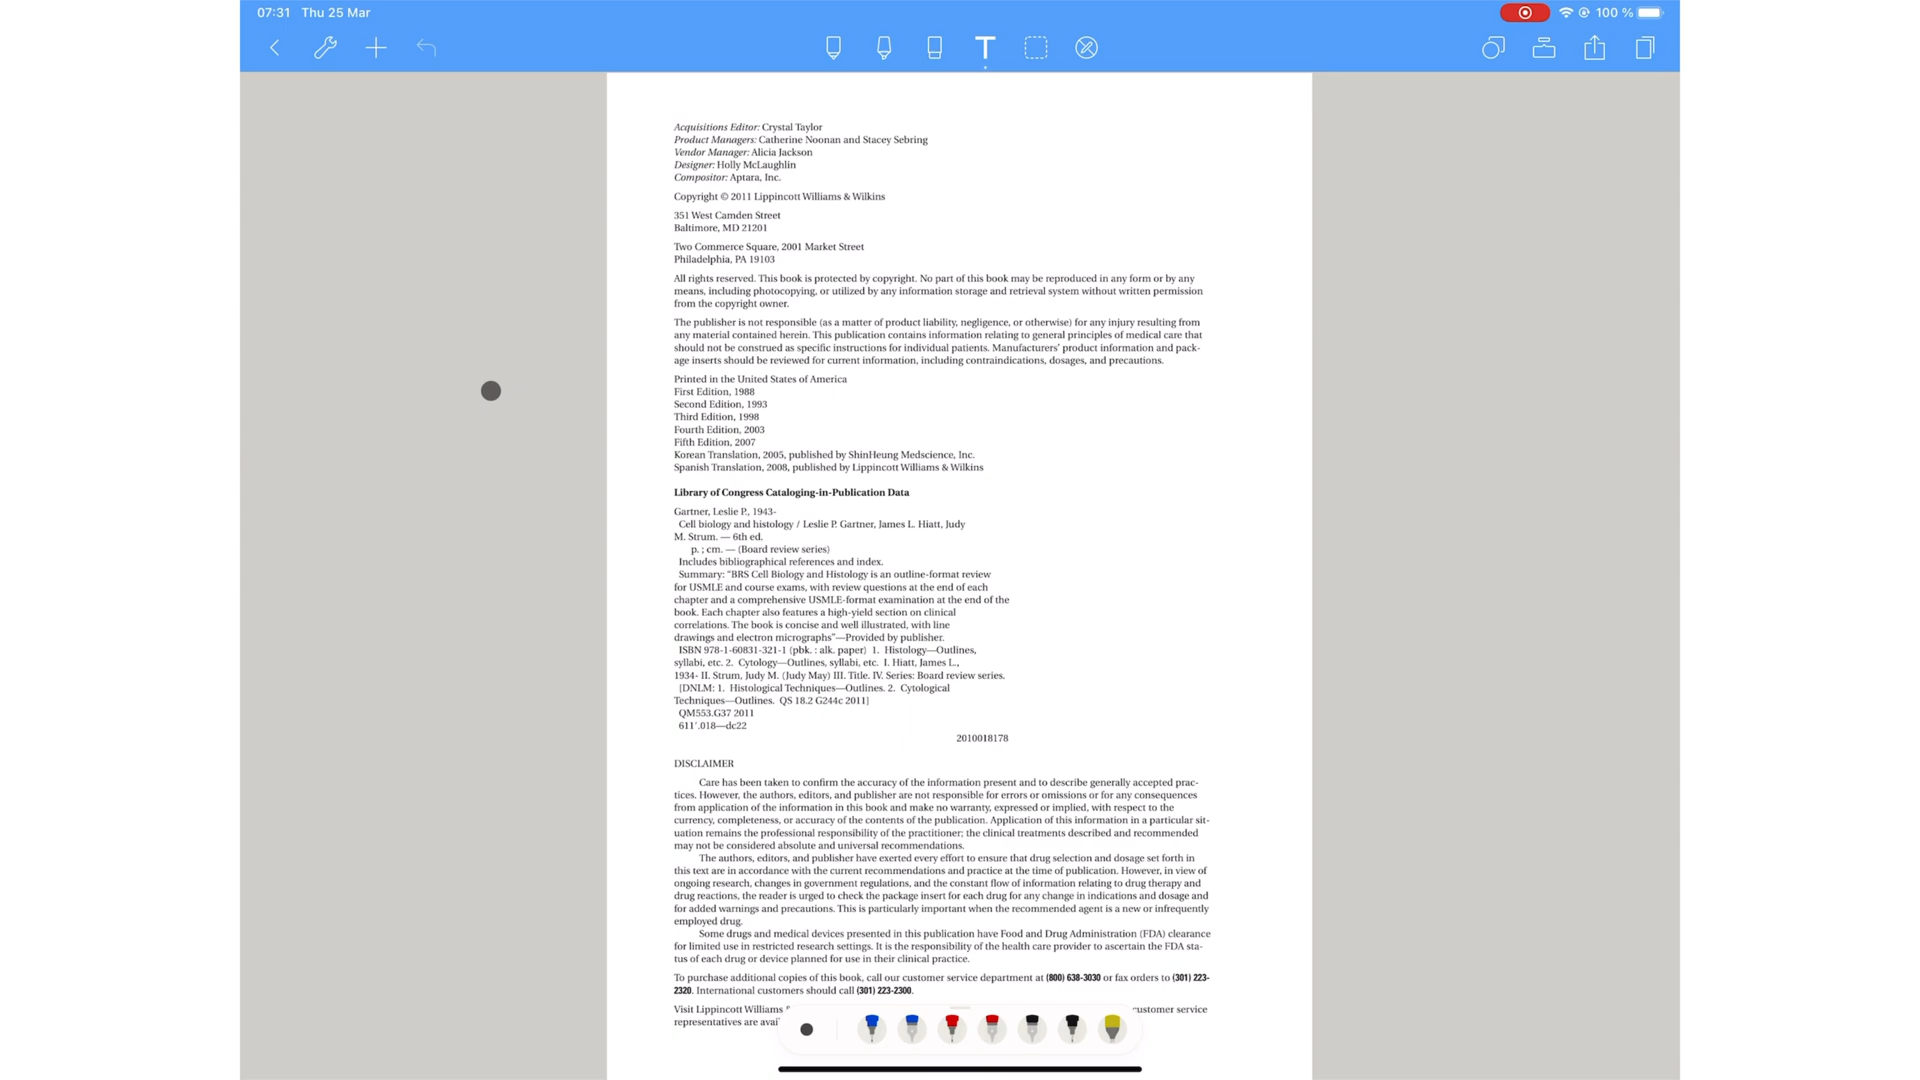 07:31 Thu 25 Mar
100 %
T
Acquisitions Editor: Crystal Taylor
Product Managers: Catherine Noonan and Stacey Sebring
Vendor Manager: Alicia Jackson
Designer: Holly McLaughlin
Compositor: Aptara, Inc.
Copyright © 2011 Lippincott Williams & Wilkins
351 West Camden Street
Baltimore, MD 21201
Two Commerce Square, 2001 Market Street
Philadelphia, PA 19103
All rights reserved. This book is protected by copyright. No part of this book may be reproduced in any form or by any
means, including photocopying, or utilized by any information storage and retrieval system without written permission
from the copyright owner.
The publisher is not responsible (as a matter of product liability, negligence, or otherwise) for any injury resulting from
any material contained herein. This publication contains information relating to general principles of medical care that
should not be construed as specific instructions for individual patients. Manufacturers' product information and pack-
age inserts should be reviewed for current information, including contraindications, dosages, and precautions.
Printed in the United States of America
First Edition, 1988
Second Edition, 1993
Third Edition, 1998
Fourth Edition, 2003
Fifth Edition, 2007
Korean Translation, 2005, published by ShinHeung Medscience, Inc.
Spanish Translation, 2008, published by Lippincott Williams & Wilkins
Library of Congress Cataloging-in-Publication Data
Gartner, Leslie P., 1943-
Cell biology and histology / Leslie P. Gartner, James L. Hiatt, Judy
M. Strum. — 6th ed.
p. ; cm. — (Board review series)
Includes bibliographical references and index.
Summary: "BRS Cell Biology and Histology is an outline-format review
for USMLE and course exams, with review questions at the end of each
chapter and a comprehensive USMLE-format examination at the end of the
book. Each chapter also features a high-yield section on clinical
correlations. The book is concise and well illustrated, with line
drawings and electron micrographs"—Provided by publisher.
ISBN 978-1-60831-321-1 (pbk. : alk. paper) 1. Histology—Outlines,
syllabi, etc. 2. Cytology—Outlines, syllabi, etc. I. Hiatt, James L.,
1934- II. Strum, Judy M. (Judy May) III. Title. IV. Series: Board review series.
[DNLM: 1. Histological Techniques—Outlines. 2. Cytological
Techniques—Outlines. QS 18.2 G244c 2011]
QM553.G37 2011
611'.018—dc22
2010018178
DISCLAIMER
Care has been taken to confirm the accuracy of the information present and to describe generally accepted prac-
tices. However, the authors, editors, and publisher are not responsible for errors or omissions or for any consequences
from application of the information in this book and make no warranty, expressed or implied, with respect to the
currency, completeness, or accuracy of the contents of the publication. Application of this information in a particular sit-
uation remains the professional responsibility of the practitioner; the clinical treatments described and recommended
may not be considered absolute and universal recommendations.
The authors, editors, and publisher have exerted every effort to ensure that drug selection and dosage set forth in
this text are in accordance with the current recommendations and practice at the time of publication. However, in view of
ongoing research, changes in government regulations, and the constant flow of information relating to drug therapy and
drug reactions, the reader is urged to check the package insert for each drug for any change in indications and dosage and
for added warnings and precautions. This is particularly important when the recommended agent is a new or infrequently
employed drug.
Some drugs and medical devices presented in this publication have Food and Drug Administration (FDA) clearance
for limited use in restricted research settings. It is the responsibility of the health care provider to ascertain the FDA sta-
tus of each drug or device planned for use in their clinical practice.
To purchase additional copies of this book, call our customer service department at (800) 638-3030 or fax orders to (301) 223-
2320. International customers should call (301) 223-2300.
Visit Lippincott Williams customer service
representatives are avai